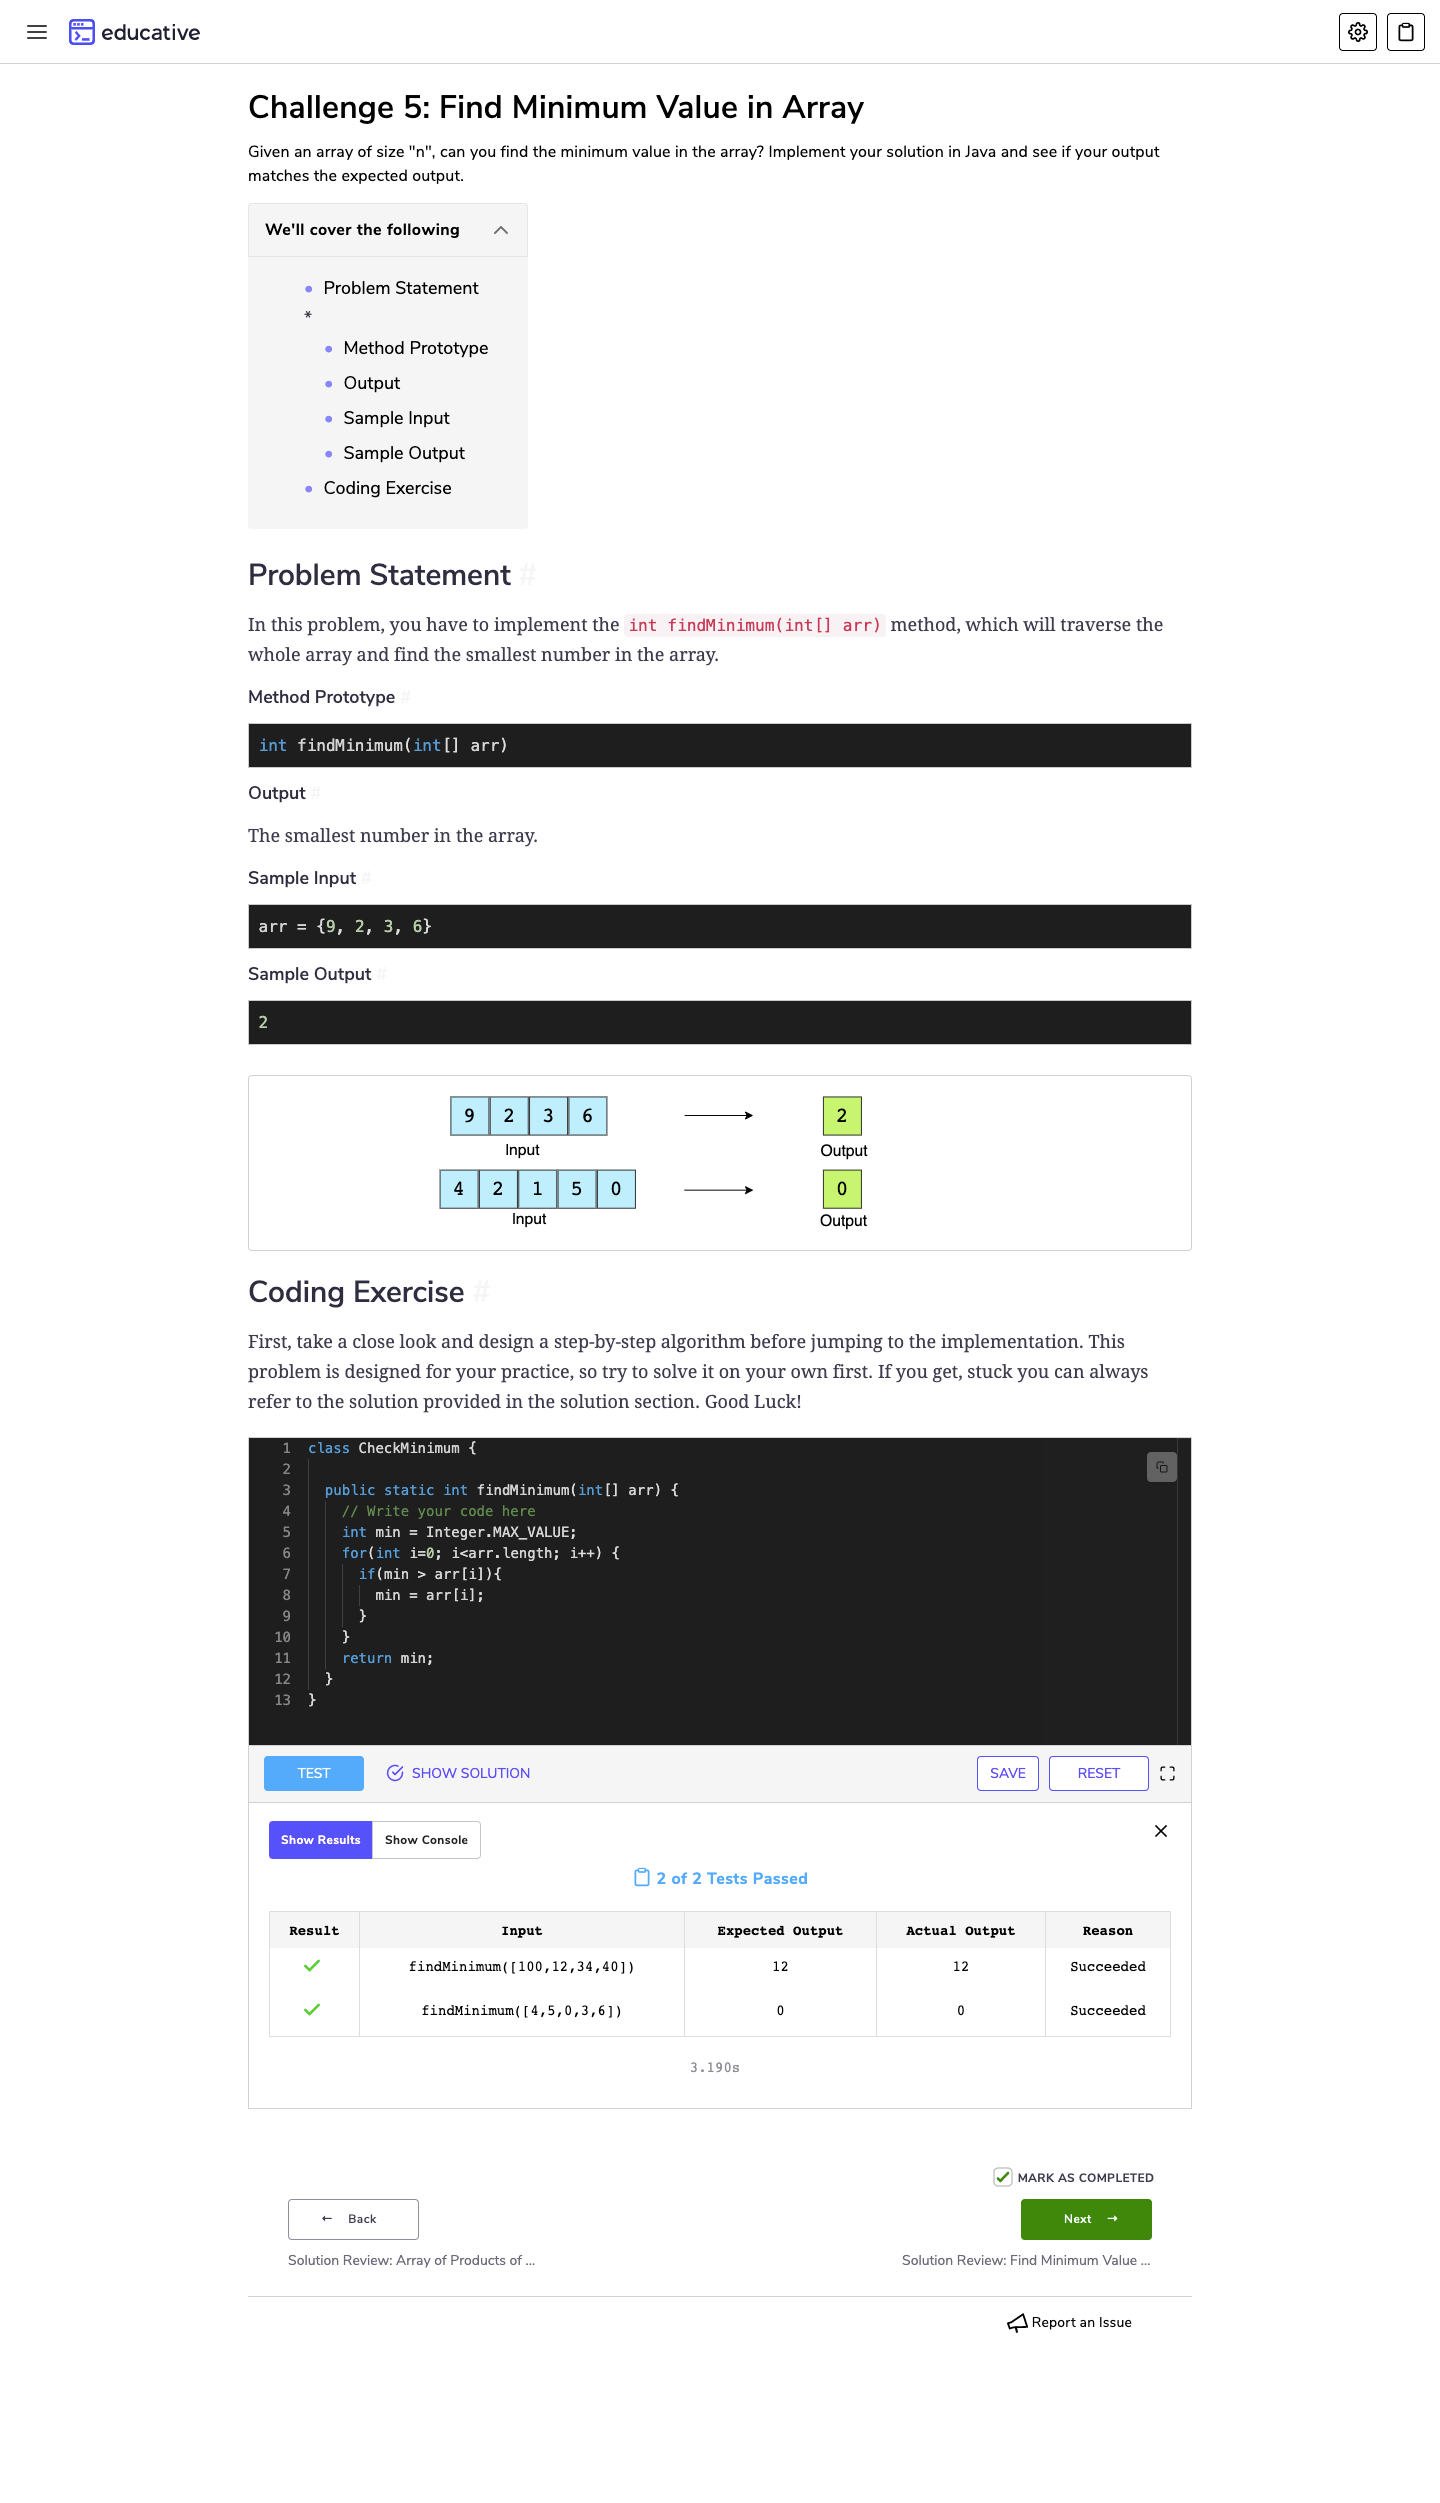 educative
Challenge 5: Find Minimum Value in Array
Given an array of size "n", can you find the minimum value in the array? Implement your solution in Java and see if your output
matches the expected output.
We'll cover the following
• Problem Statement
*
• Method Prototype
• Output
• Sample Input
• Sample Output
• Coding Exercise
Problem Statement #
In this problem, you have to implement the int findMinimum(int[] arr) method, which will traverse the
whole array and find the smallest number in the array.
Method Prototype #
int findMinimum(int[] arr)
Output #
The smallest number in the array.
Sample Input #
arr = {9, 2, 3, 6}
Sample Output #
2
9 2 3 6 2
Input Output
4 2 1 5 0 0
Input Output
Coding Exercise #
First, take a close look and design a step-by-step algorithm before jumping to the implementation. This
problem is designed for your practice, so try to solve it on your own first. If you get, stuck you can always
refer to the solution provided in the solution section. Good Luck!
1 class CheckMinimum {
2
3 public static int findMinimum(int[] arr) {
4 // Write your code here
5 int min = Integer.MAX_VALUE;
6 for(int i=0; i<arr.length; i++) {
7 if(min > arr[i]){
8 min = arr[i];
9 }
10 }
11 return min;
12 }
13 }
TEST SHOW SOLUTION SAVE RESET
Show Results Show Console
2 of 2 Tests Passed
Result Input Expected Output Actual Output Reason
findMinimum([100,12,34,40]) 12 12 Succeeded
findMinimum([4,5,0,3,6]) 0 0 Succeeded
3.190s
MARK AS COMPLETED
← Back Next →
Solution Review: Array of Products of ... Solution Review: Find Minimum Value ...
Report an Issue